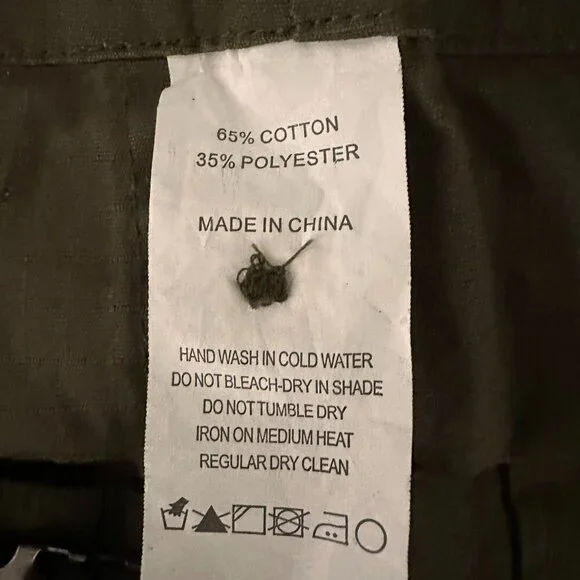 65% COTTON
35% POLYESTER
MADE IN CHINA
HAND WASH IN COLD WATER
DO NOT BLEACH-DRY IN SHADE
DO NOT TUMBLE DRY
IRON ON MEDIUM HEAT
REGULAR DRY CLEAN